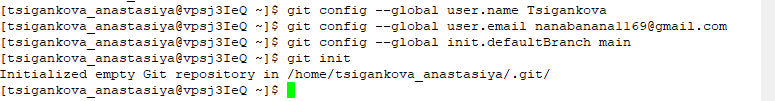 [tsigankova_anastasiya@vpsj3IeQ ~]$ git config --global user.name Tsigankova
[tsigankova_anastasiya@vpsj3IeQ ~]$ git config --global user.email nanabanana1169@gmail.com
[tsigankova_anastasiya@vpsj3IeQ ~]$ git config --global init.defaultBranch main
[tsigankova_anastasiya@vpsj3IeQ ~]$ git init
Initialized empty Git repository in /home/tsigankova_anastasiya/.git/
[tsigankova_anastasiya@vpsj3IeQ ~]$